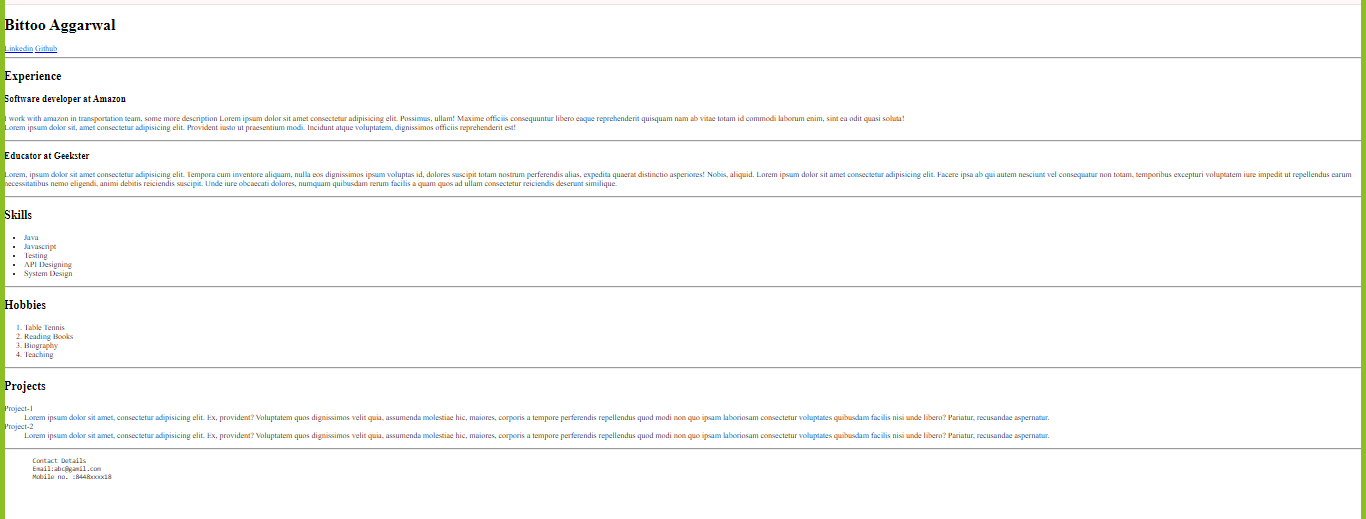 Bittoo Aggarwal
Linkedin Github
Experience
Software developer at Amazon
I work with amazon in transportation team, some more description Lorem ipsum dolor sit amet consectetur adipisicing elit. Possimus, ullam! Maxime officiis consequuntur libero eaque reprehenderit quisquam nam ab vitae totam id commodi laborum enim, sint ea odit quasi soluta!
Lorem ipsum dolor sit, amet consectetur adipisicing elit. Provident iusto ut praesentium modi. Incidunt atque voluptatem, dignissimos officiis reprehenderit est!
Educator at Geekster
Lorem, ipsum dolor sit amet consectetur adipisicing elit. Tempora cum inventore aliquam, nulla eos dignissimos ipsum voluptas id, dolores suscipit totam nostrum perferendis alias, expedita quaerat distinctio asperiores! Nobis, aliquid. Lorem ipsum dolor sit amet consectetur adipisicing elit. Facere ipsa ab qui autem nesciunt vel consequatur non totam, temporibus excepturi voluptatem iure impedit ut repellendus earum
necessitatibus nemo eligendi, animi debitis reiciendis suscipit. Unde iure obcaecati dolores, numquam quibusdam rerum facilis a quam quos ad ullam consectetur reiciendis deserunt similique.
Skills
• Java
• Javascript
• Testing
• API Designing
• System Design
Hobbies
1. Table Tennis
2. Reading Books
3. Biography
4. Teaching
Projects
Project-1
Lorem ipsum dolor sit amet, consectetur adipisicing elit. Ex, provident? Voluptatem quos dignissimos velit quia, assumenda molestiae hic, maiores, corporis a tempore perferendis repellendus quod modi non quo ipsam laboriosam consectetur voluptates quibusdam facilis nisi unde libero? Pariatur, recusandae aspernatur.
Project-2
Lorem ipsum dolor sit amet, consectetur adipisicing elit. Ex, provident? Voluptatem quos dignissimos velit quia, assumenda molestiae hic, maiores, corporis a tempore perferendis repellendus quod modi non quo ipsam laboriosam consectetur voluptates quibusdam facilis nisi unde libero? Pariatur, recusandae aspernatur.
Contact Details
Email:abc@gamil.com
Mobile no. :8448xxxx18